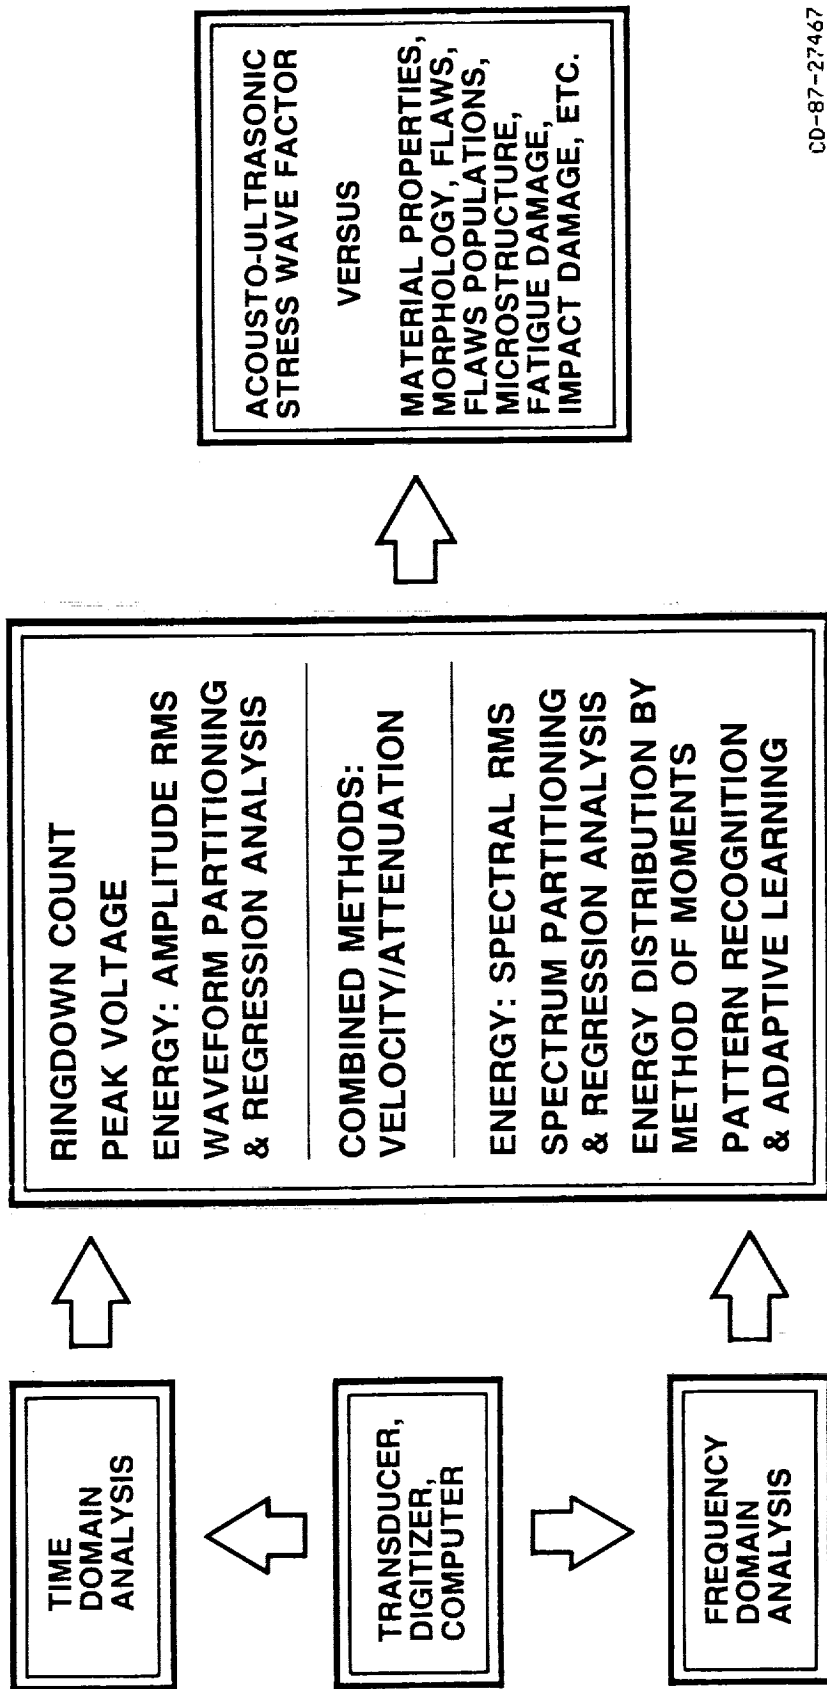 TIME
DOMAIN
ANALYSIS
TRANSDUCER,
DIGITIZER,
COMPUTER
FREQUENCY
DOMAIN
ANALYSIS
RINGDOWN COUNT
PEAK VOLTAGE
ENERGY: AMPLITUDE RMS
WAVEFORM PARTITIONING
& REGRESSION ANALYSIS
COMBINED METHODS:
VELOCITY/ATTENUATION
ENERGY: SPECTRAL RMS
SPECTRUM PARTITIONING
& REGRESSION ANALYSIS
ENERGY DISTRIBUTION BY
METHOD OF MOMENTS
PATTERN RECOGNITION
& ADAPTIVE LEARNING
ACOUSTO-ULTRASONIC
STRESS WAVE FACTOR
VERSUS
MATERIAL PROPERTIES,
MORPHOLOGY, FLAWS,
FLAWS POPULATIONS,
MICROSTRUCTURE,
FATIGUE DAMAGE,
IMPACT DAMAGE, ETC.
CD-87-27467